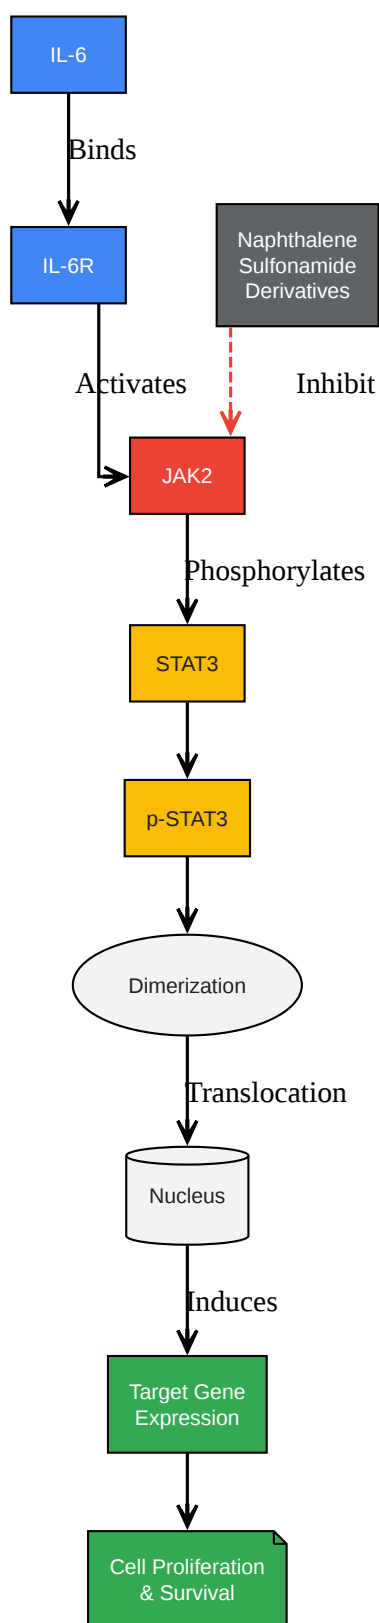 IL-6
Binds
IL-6R
Naphthalene
Sulfonamide
Derivatives
Activates
Inhibit
JAK2
Phosphorylates
STAT3
p-STAT3
Dimerization
Translocation
Nucleus
Induces
Target Gene
Expression
Cell Proliferation
& Survival